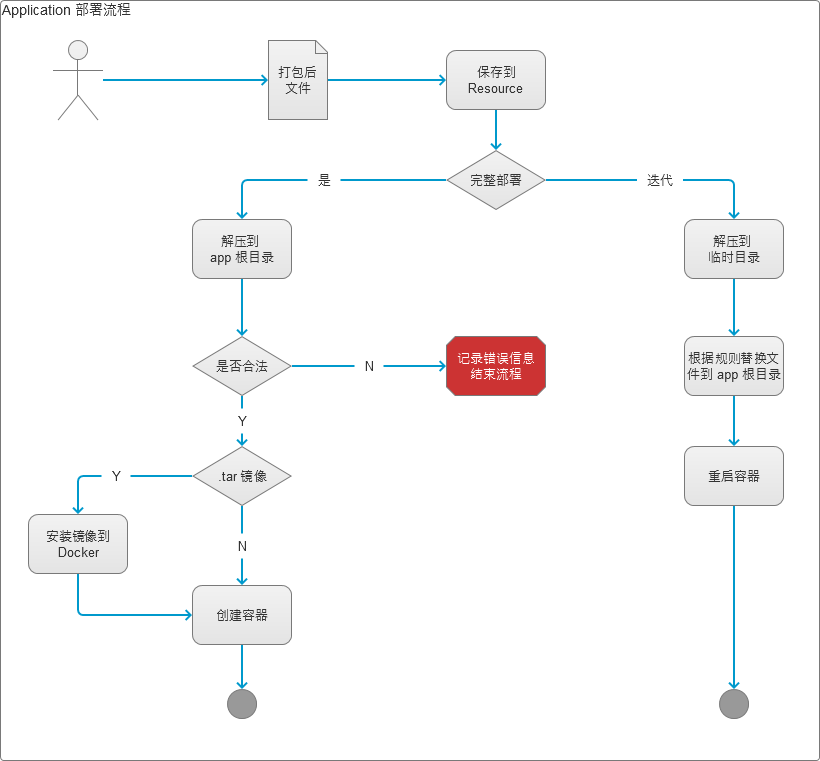 Application 部署流程
打包后
文件
保存到
Resource
完整部署
是
迭代
解压到
app 根目录
解压到
临时目录
是否合法
N
记录错误信息
结束流程
根据规则替换文
件到 app 根目录
Y
.tar 镜像
Y
重启容器
安装镜像到
Docker
N
创建容器